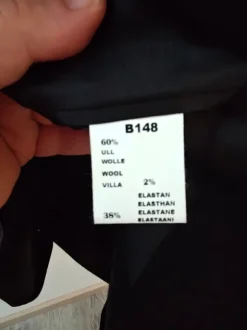 B148
60%
ULL
WOLLE
WOOL
VILLA
2%
ELASTAN
ELASTHAN
38% ELASTANE
ELASTAANI